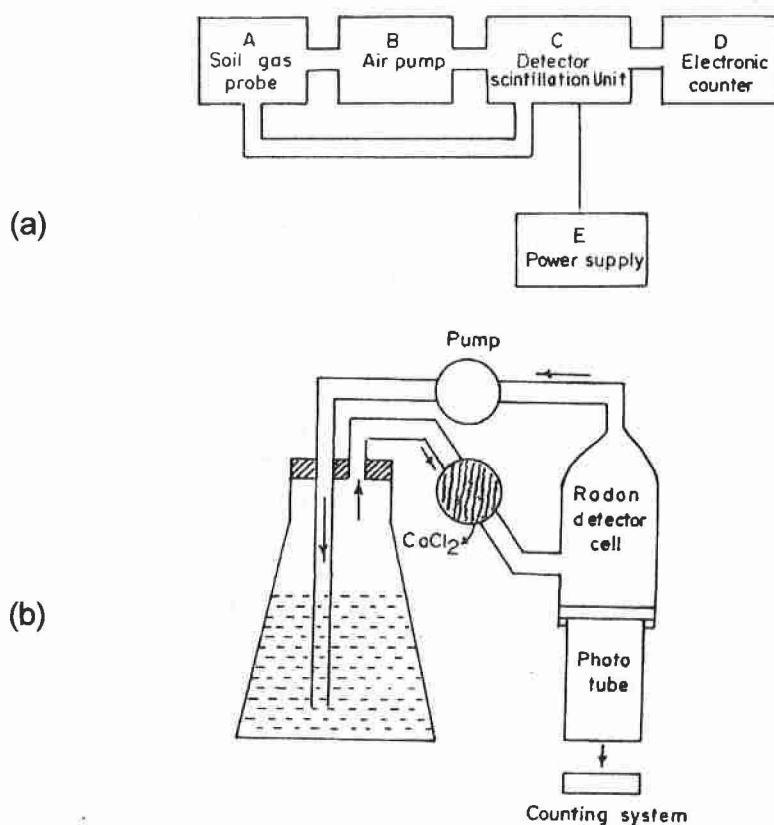 A
Soil gas
probe
B
Air pump
C
Detector
scintillation Unit
D
Electronic
counter
(a)
E
Power supply
Pump
Radon
detector
cell
CaCl2
(b)
Photo
tube
Counting system